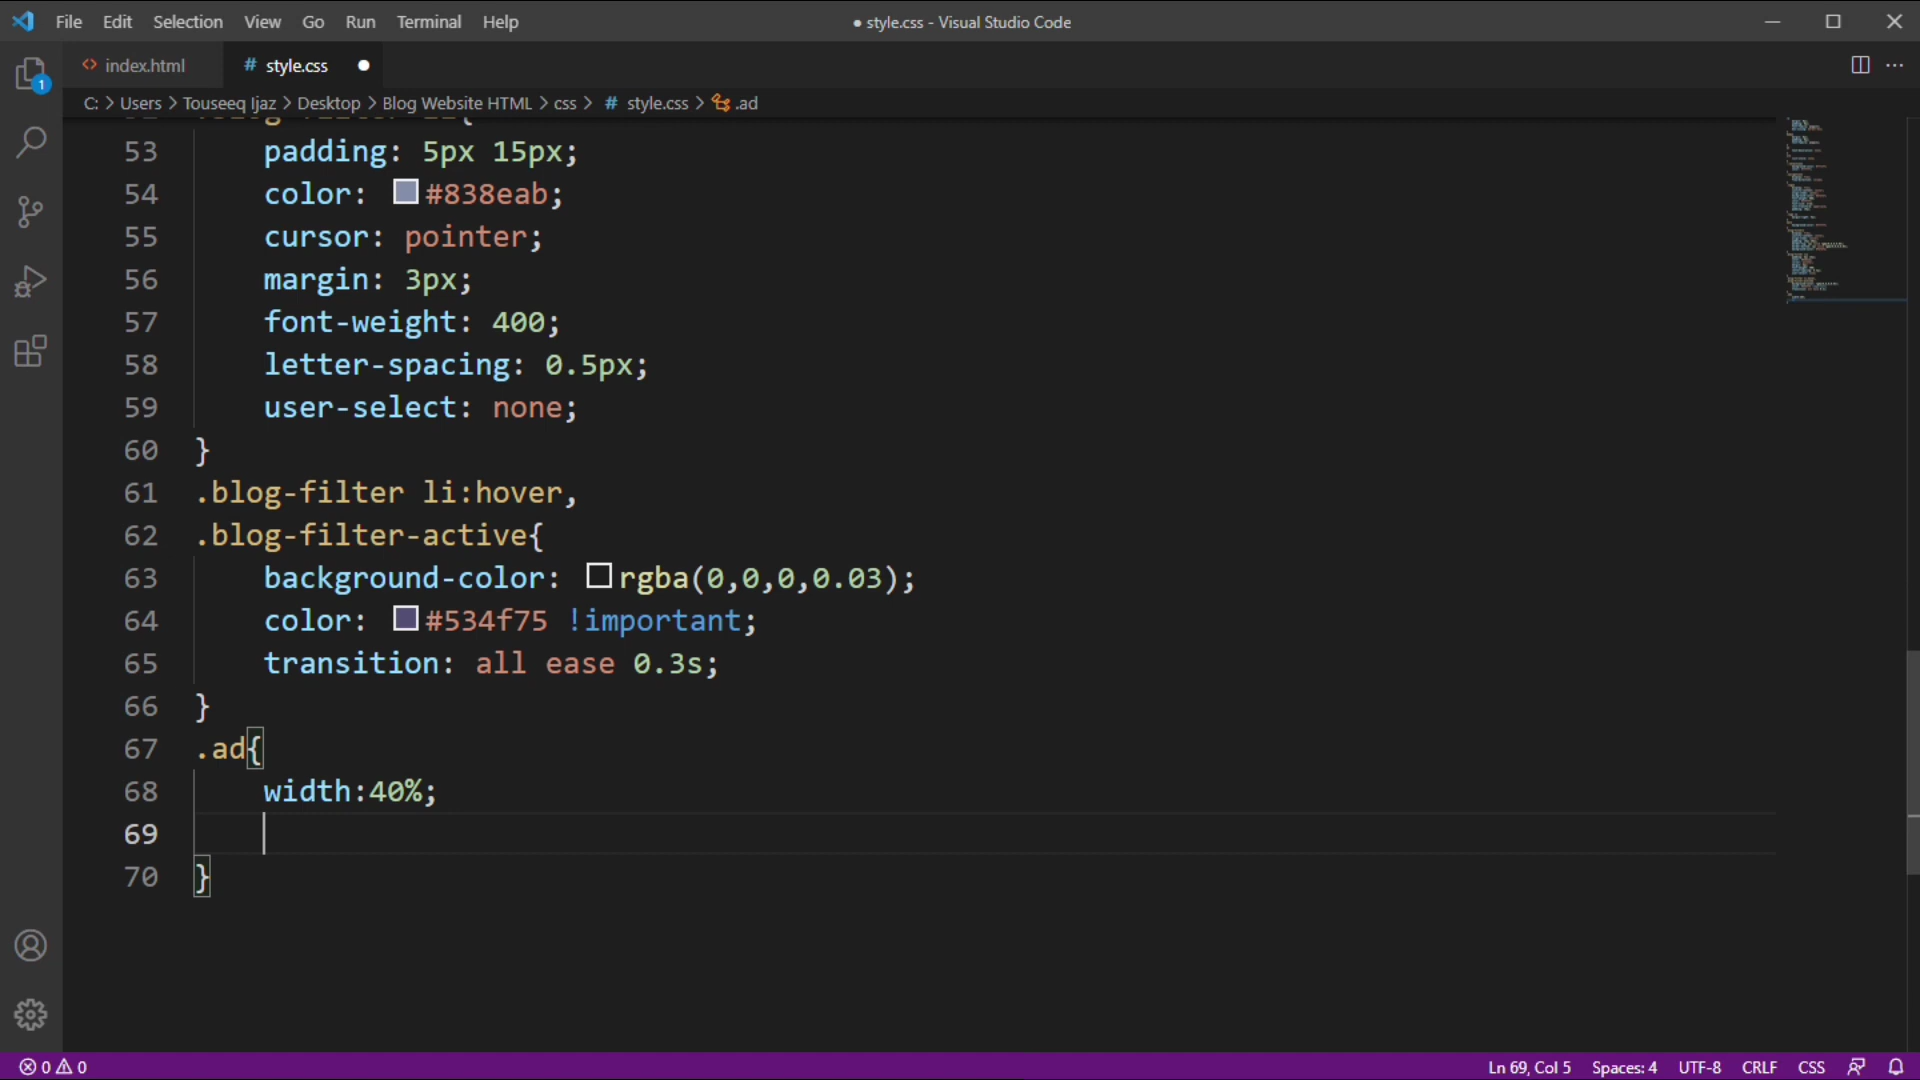 File Edit Selection View Go Run Terminal Help
● style.css - Visual Studio Code
index.html
# style.css ●
C: > Users > Touseeq Ijaz > Desktop > Blog Website HTML > css > # style.css > .ad
53 padding: 5px 15px;
54 color: #838eab;
55 cursor: pointer;
56 margin: 3px;
57 font-weight: 400;
58 letter-spacing: 0.5px;
59 user-select: none;
60 }
61 .blog-filter li:hover,
62 .blog-filter-active{
63 background-color: rgba(0,0,0,0.03);
64 color: #534f75 !important;
65 transition: all ease 0.3s;
66 }
67 .ad{
68 width:40%;
69
70 }
1
0 0
Ln 69, Col 5 Spaces: 4 UTF-8 CRLF CSS